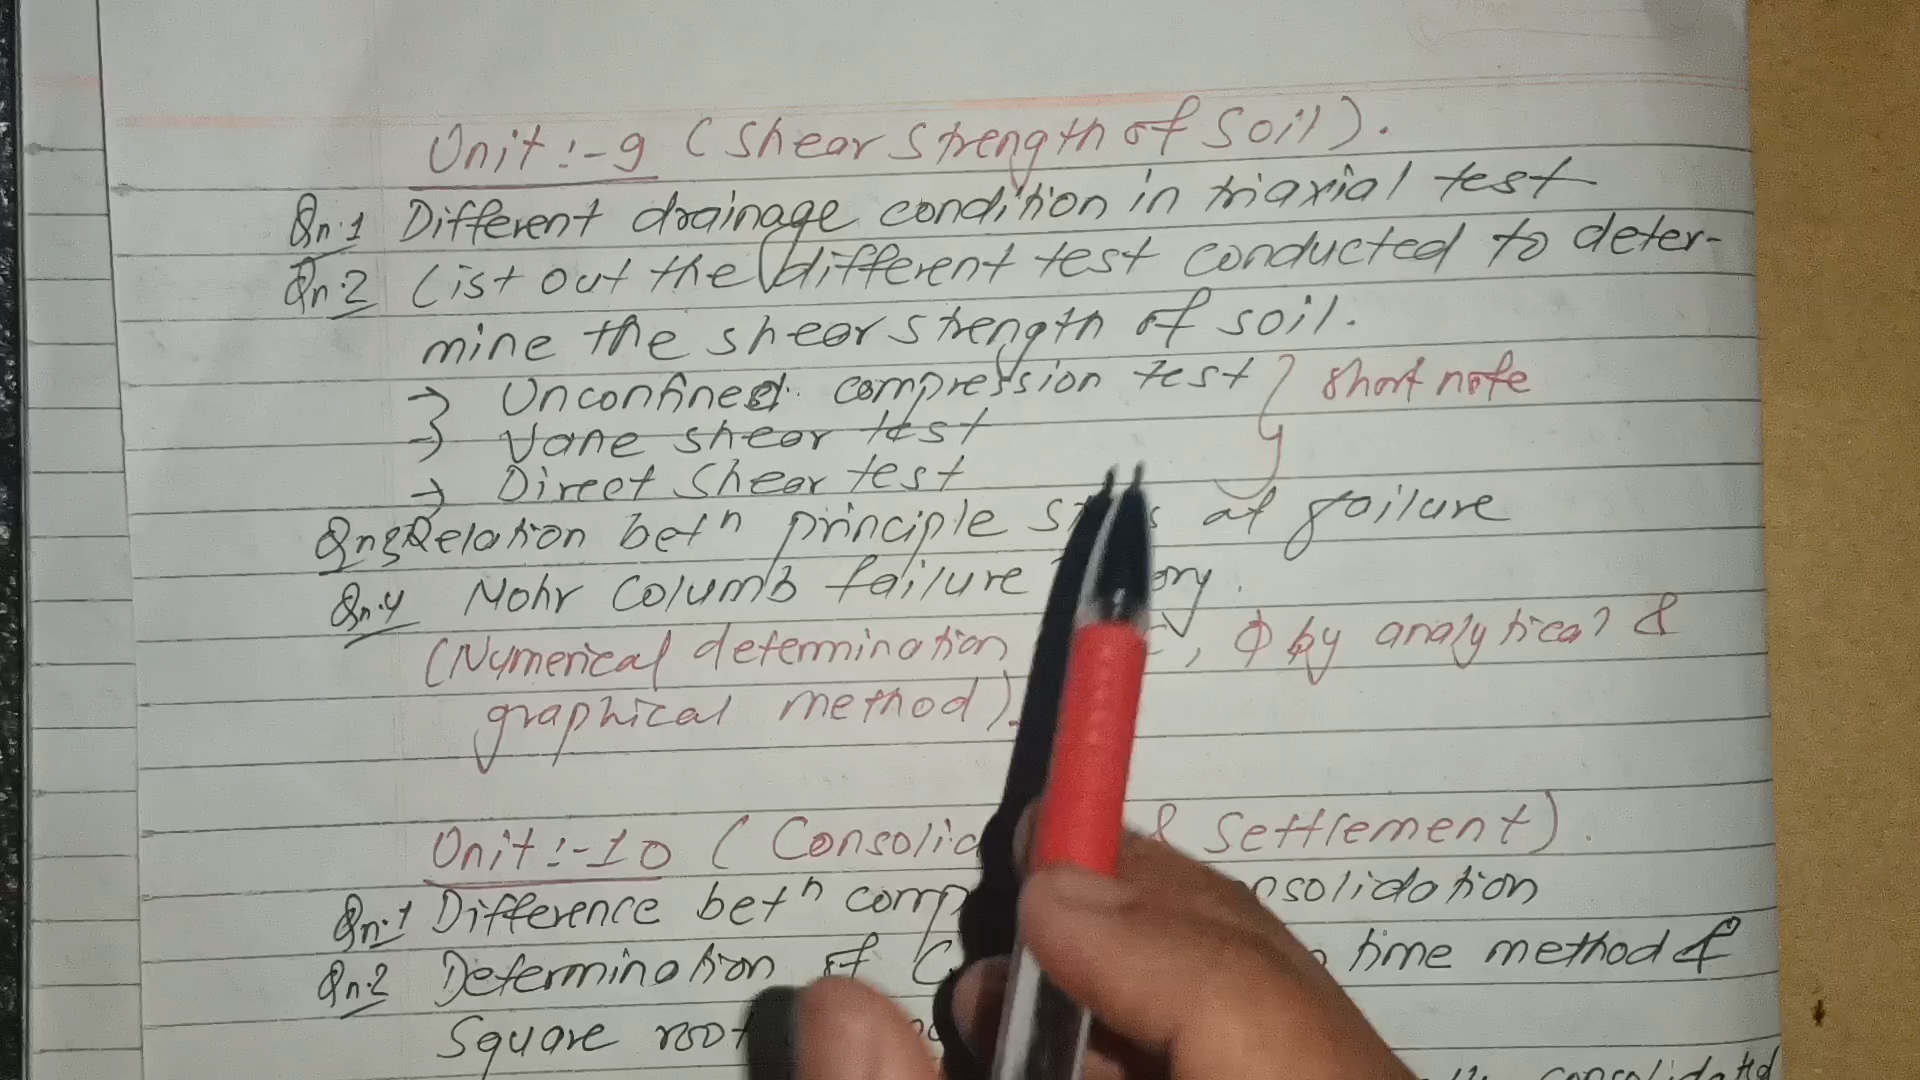 Unit :- 9 (Shear Strength of Soil).
Qn.1 Different drainage condition in triaxial test
Qn.2 List out the different test conducted to deter-
mine the shear strength of soil.
→ Unconfined compression test } short note
→ Vane shear test
→ Direct Shear test
Qn3 Relation betn principle at failure
Qn.4 Mohr Columb failure
(Numerical determination , Φ by analytical &
graphical method).
Unit :- 10 ( & Settlement).
Qn.1 Difference betn
Qn.2 Determination of time method &
Square root
consolidated